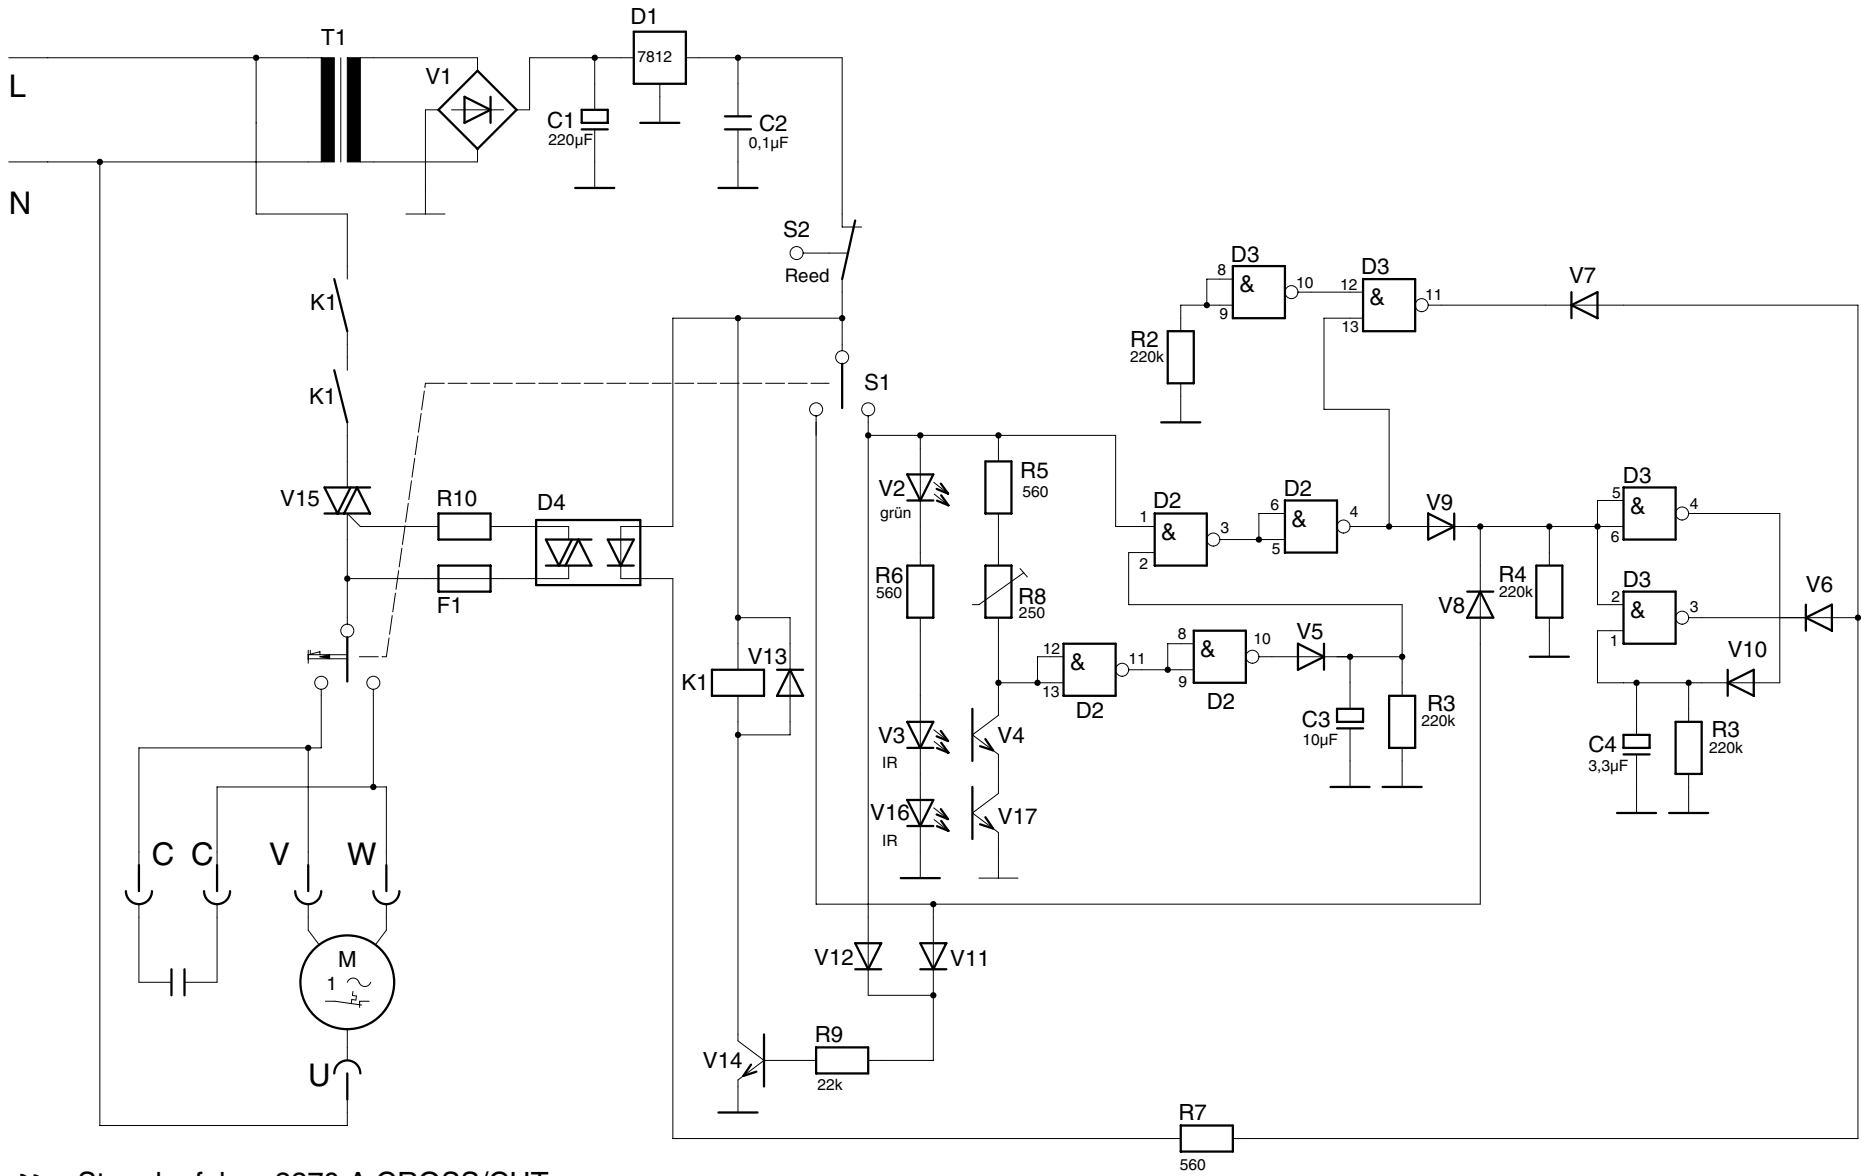 T1
D1
7812
L
V1
C1
220µF
C2
0,1µF
N
S2
Reed
D3
8
&
10
9
D3
12
&
11
13
V7
R2
220k
K1
K1
S1
V15
R10
D4
F1
V2
grün
R5
560
R6
560
R8
250
D2
1
&
3
2
D2
6
&
4
5
V9
D3
5
&
4
6
R4
220k
V8
D3
2
&
3
1
V6
V10
K1
V13
12
&
11
13
D2
8
&
10
9
D2
V5
C3
10µF
R3
220k
C4
3,3µF
R3
220k
V3
IR
V4
V16
IR
V17
C C V W
M
1
U
V12
V11
V14
R9
22k
R7
560